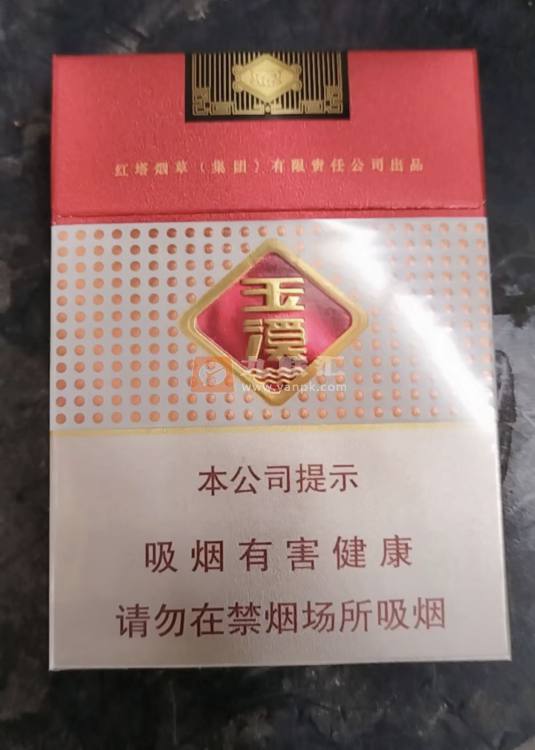 红塔烟草（集团）有限责任公司出品
玉溪
www.yanpk.com
本公司提示
吸烟有害健康
请勿在禁烟场所吸烟